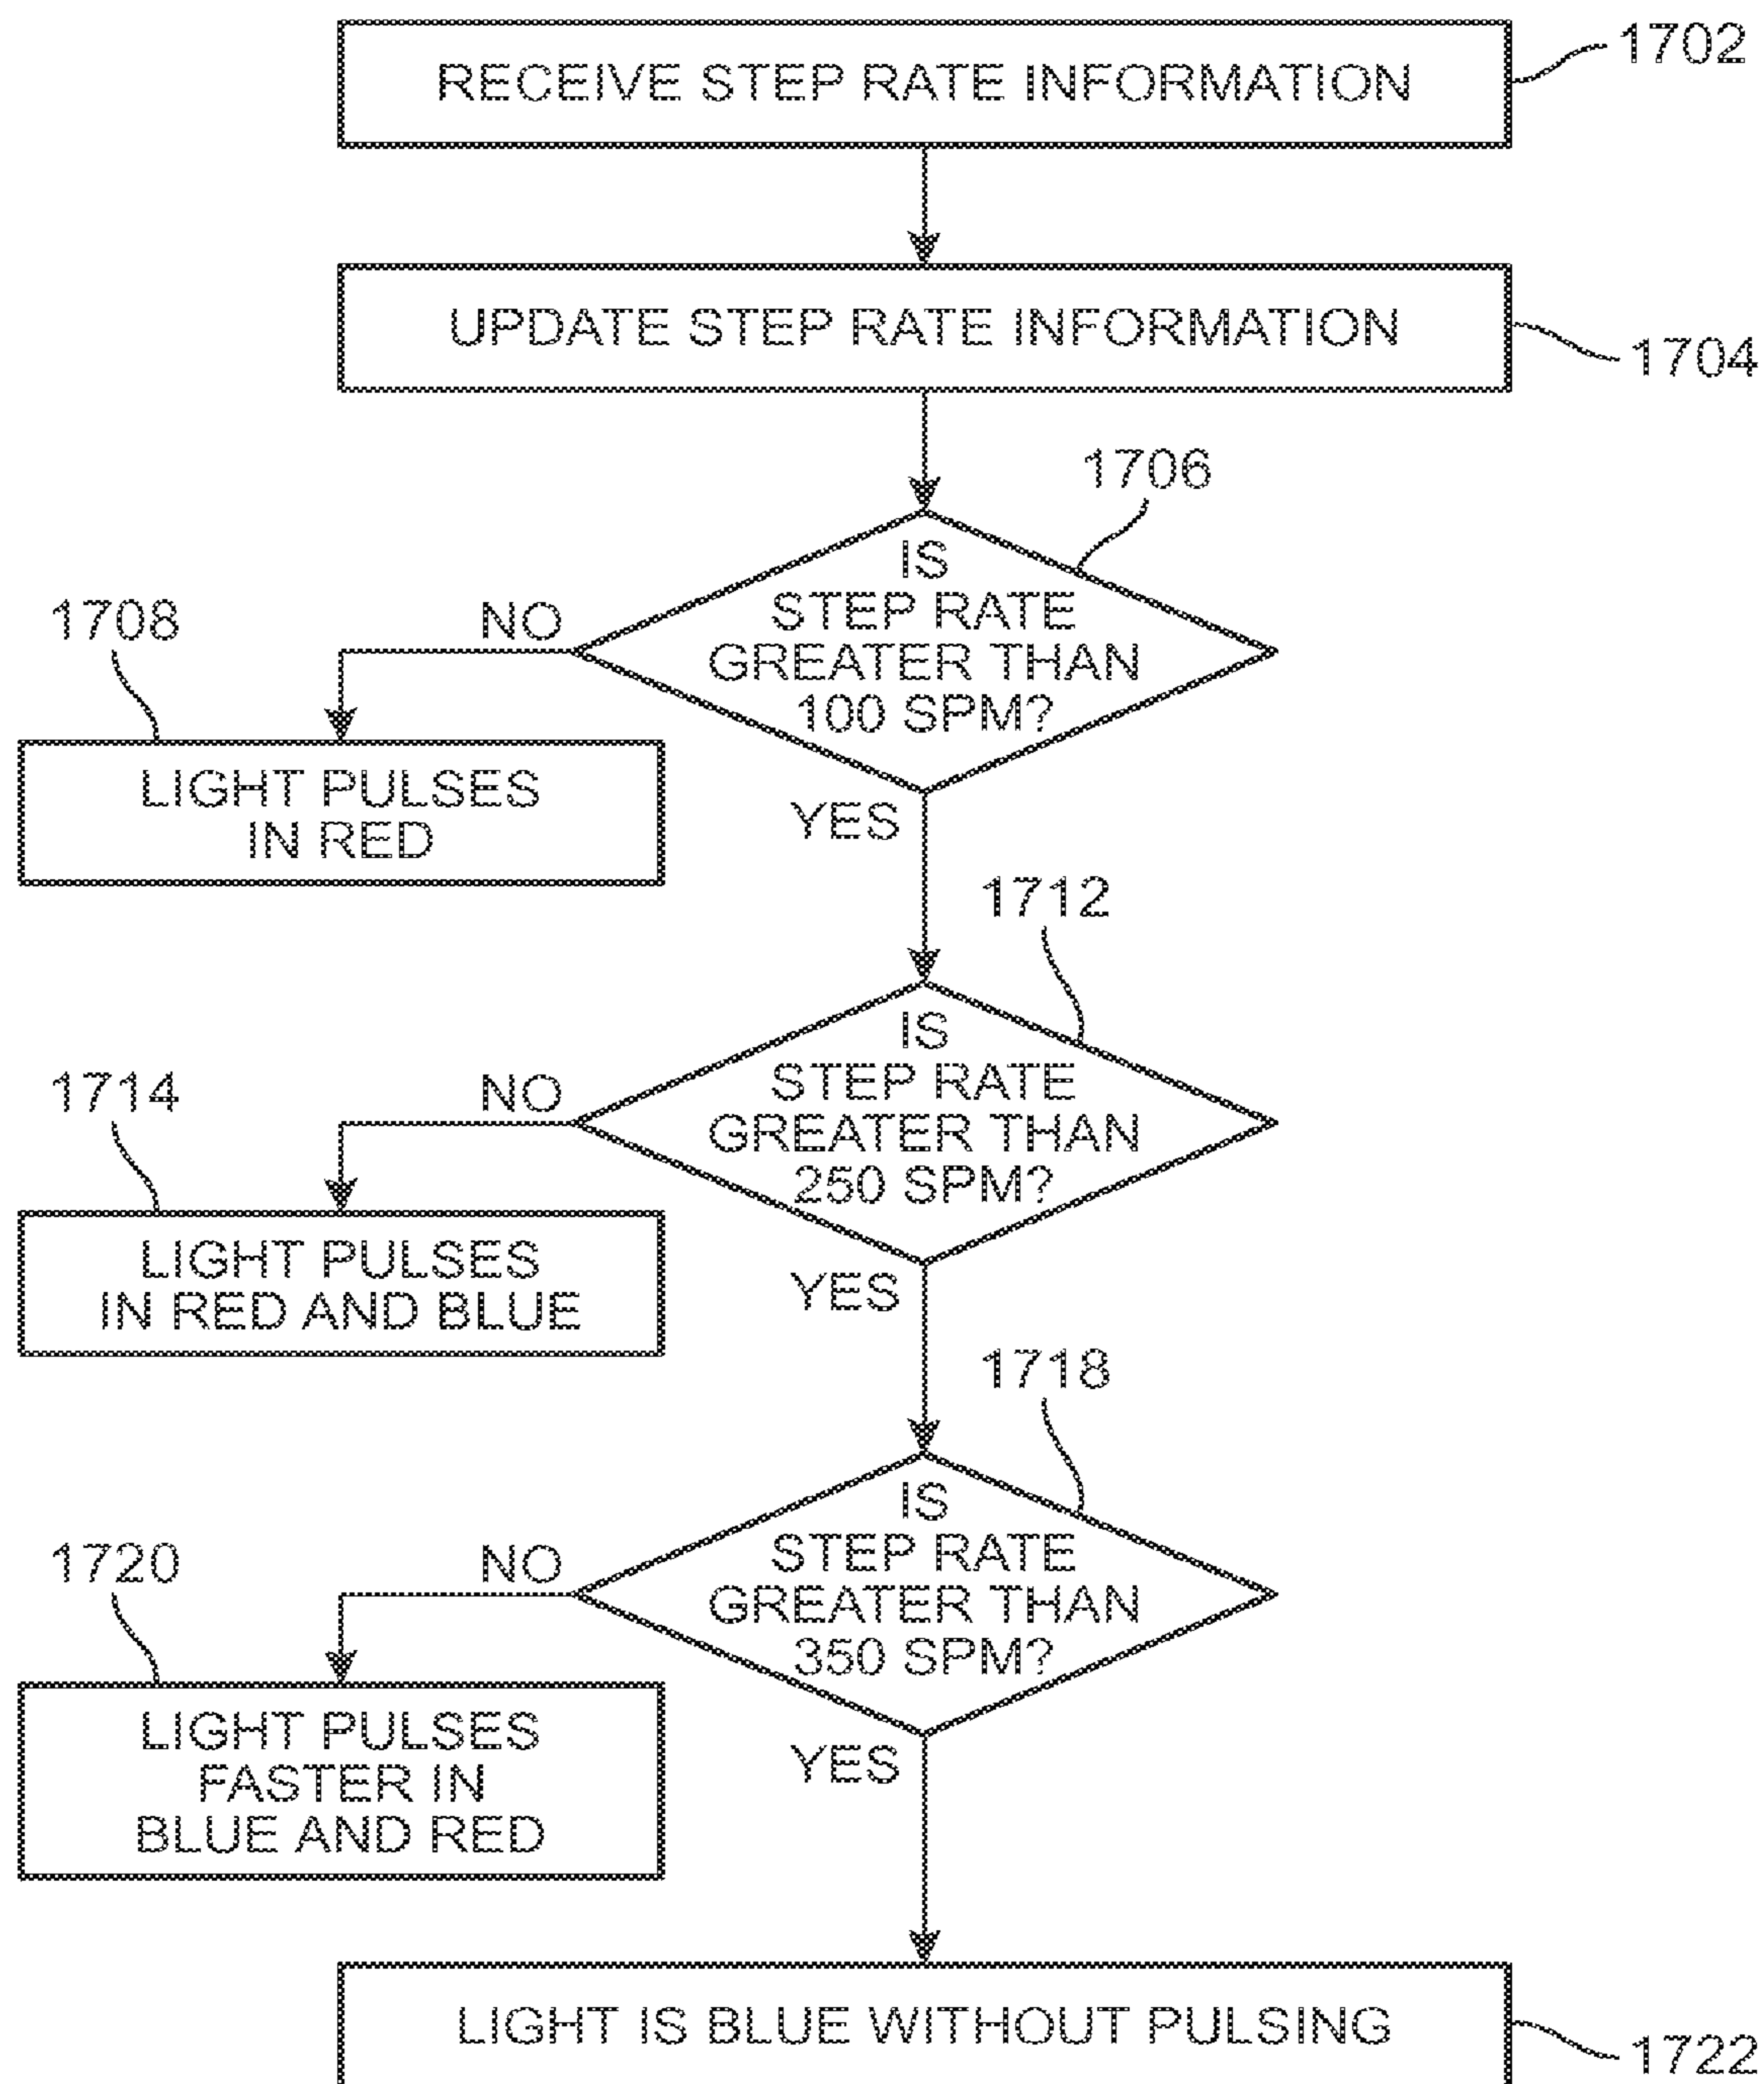 1702
RECEIVE STEP RATE INFORMATION
UPDATE STEP RATE INFORMATION
1704
1706
IS
STEP RATE
GREATER THAN
100 SPM?
NO
YES
1708
LIGHT PULSES
IN RED
1712
IS
STEP RATE
GREATER THAN
250 SPM?
NO
YES
1714
LIGHT PULSES
IN RED AND BLUE
1718
IS
STEP RATE
GREATER THAN
350 SPM?
NO
YES
1720
LIGHT PULSES
FASTER IN
BLUE AND RED
LIGHT IS BLUE WITHOUT PULSING
1722